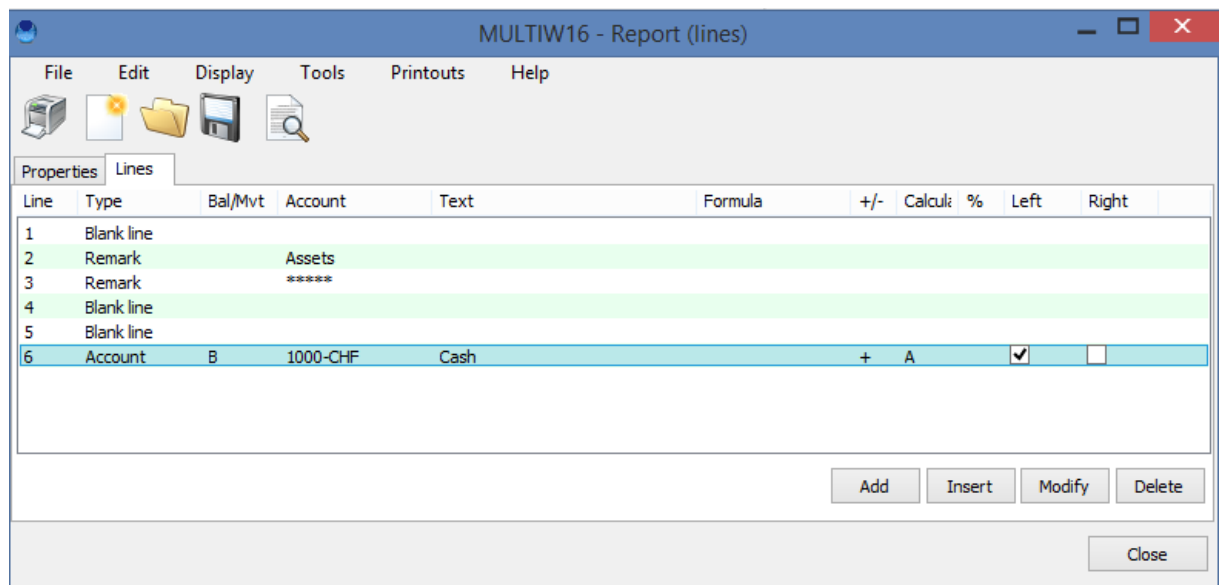 MULTIW16 - Report (lines)
File Edit Display Tools Printouts Help
Properties Lines
Line Type Bal/Mvt Account Text Formula +/- Calcula % Left Right
1 Blank line
2 Remark Assets
3 Remark *****
4 Blank line
5 Blank line
6 Account B 1000-CHF Cash + A
Add Insert Modify Delete
Close